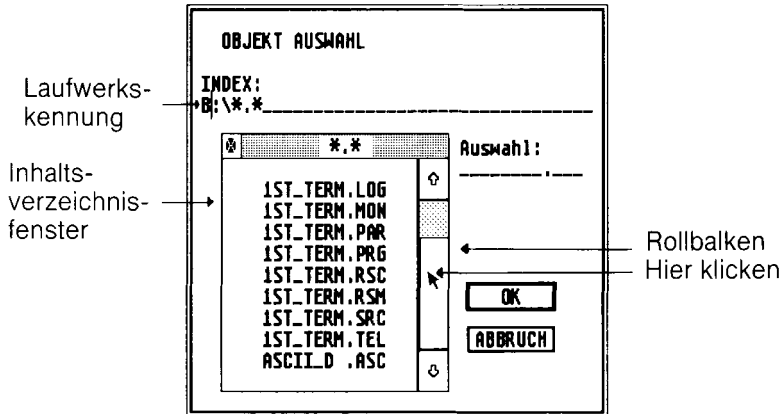 OBJEKT AUSWAHL
INDEX:
B:\*.*
Laufwerks-
kennung
*.*
Auswahl:
Inhalts-
verzeichnis-
fenster
1ST_TERM.LOG
1ST_TERM.MON
1ST_TERM.PAR
1ST_TERM.PRG
1ST_TERM.RSC
1ST_TERM.RSM
1ST_TERM.SRC
1ST_TERM.TEL
ASCII_D .ASC
Rollbalken
Hier klicken
OK
ABBRUCH